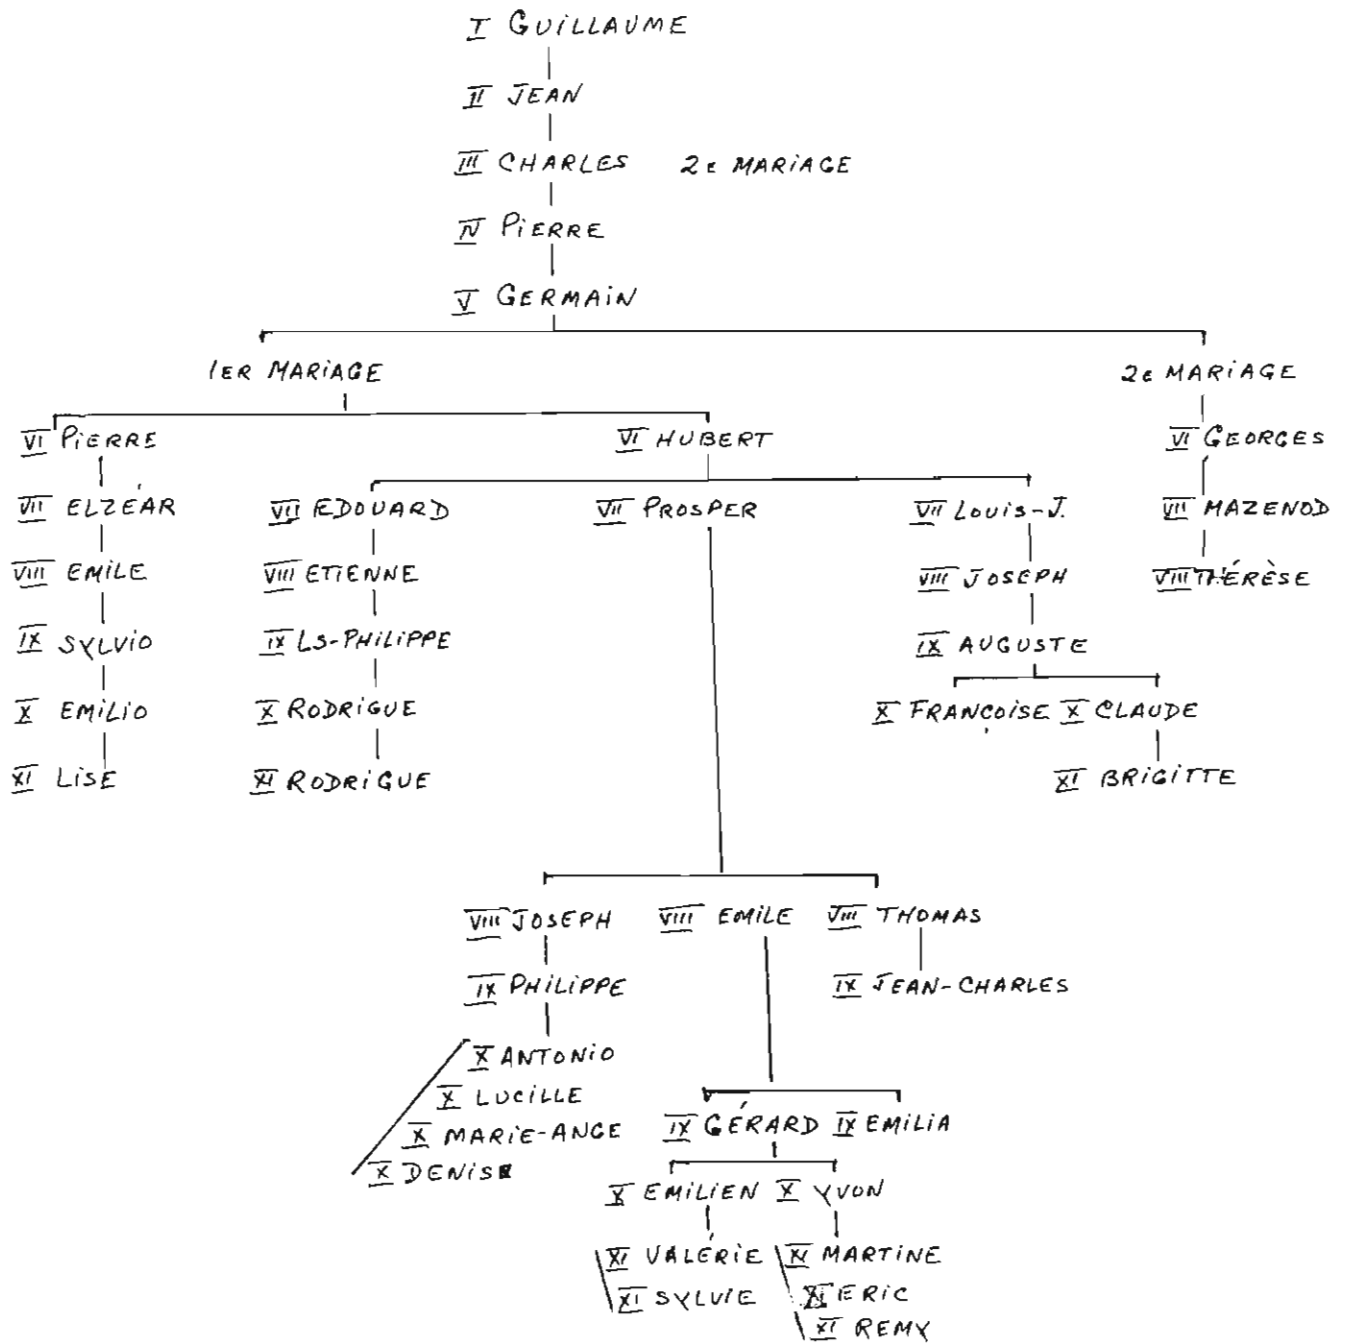 I GUILLAUME
II JEAN
III CHARLES 2e MARIAGE
IV PIERRE
V GERMAIN
1ER MARIAGE 2e MARIAGE
VI PIERRE VI HUBERT VI GEORGES
VII ELZÉAR VII EDOUARD VII PROSPER VII LOUIS-J. VII MAZENOD
VIII EMILE VIII ETIENNE VIII JOSEPH VIII THÉRÈSE
IX SYLVIO IX LS-PHILIPPE IX AUGUSTE
X EMILIO X RODRIGUE X FRANÇOISE X CLAUDE
XI LISE XI RODRIGUE XI BRIGITTE
VIII JOSEPH VIII EMILE VIII THOMAS
IX PHILIPPE IX JEAN-CHARLES
X ANTONIO
X LUCILLE
X MARIE-ANGE IX GÉRARD IX EMILIA
X DENISE
X EMILIEN X YVON
XI VALÉRIE XI MARTINE
XI SYLVIE XI ERIC
XI REMY